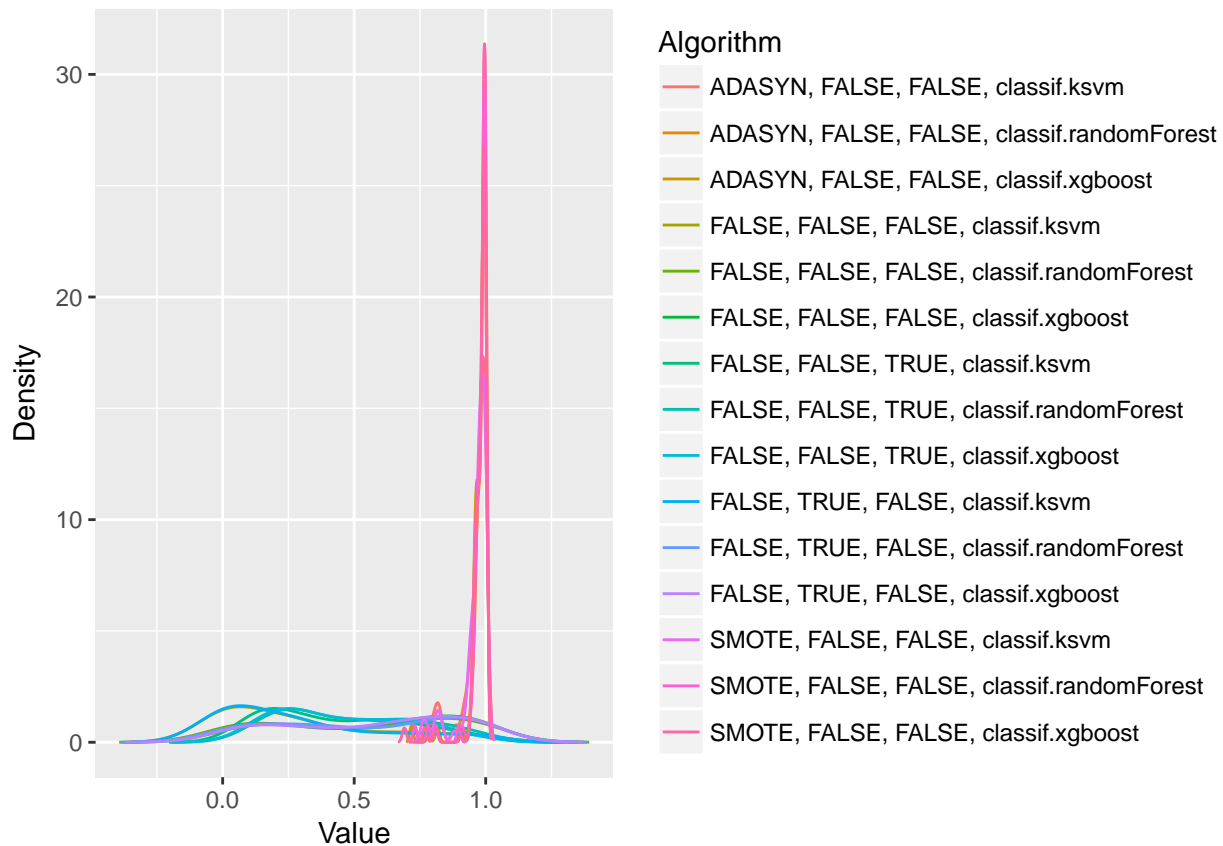 30
20
10
0
0.0
0.5
1.0
Value
Density
Algorithm
ADASYN, FALSE, FALSE, classif.ksvm
ADASYN, FALSE, FALSE, classif.randomForest
ADASYN, FALSE, FALSE, classif.xgboost
FALSE, FALSE, FALSE, classif.ksvm
FALSE, FALSE, FALSE, classif.randomForest
FALSE, FALSE, FALSE, classif.xgboost
FALSE, FALSE, TRUE, classif.ksvm
FALSE, FALSE, TRUE, classif.randomForest
FALSE, FALSE, TRUE, classif.xgboost
FALSE, TRUE, FALSE, classif.ksvm
FALSE, TRUE, FALSE, classif.randomForest
FALSE, TRUE, FALSE, classif.xgboost
SMOTE, FALSE, FALSE, classif.ksvm
SMOTE, FALSE, FALSE, classif.randomForest
SMOTE, FALSE, FALSE, classif.xgboost